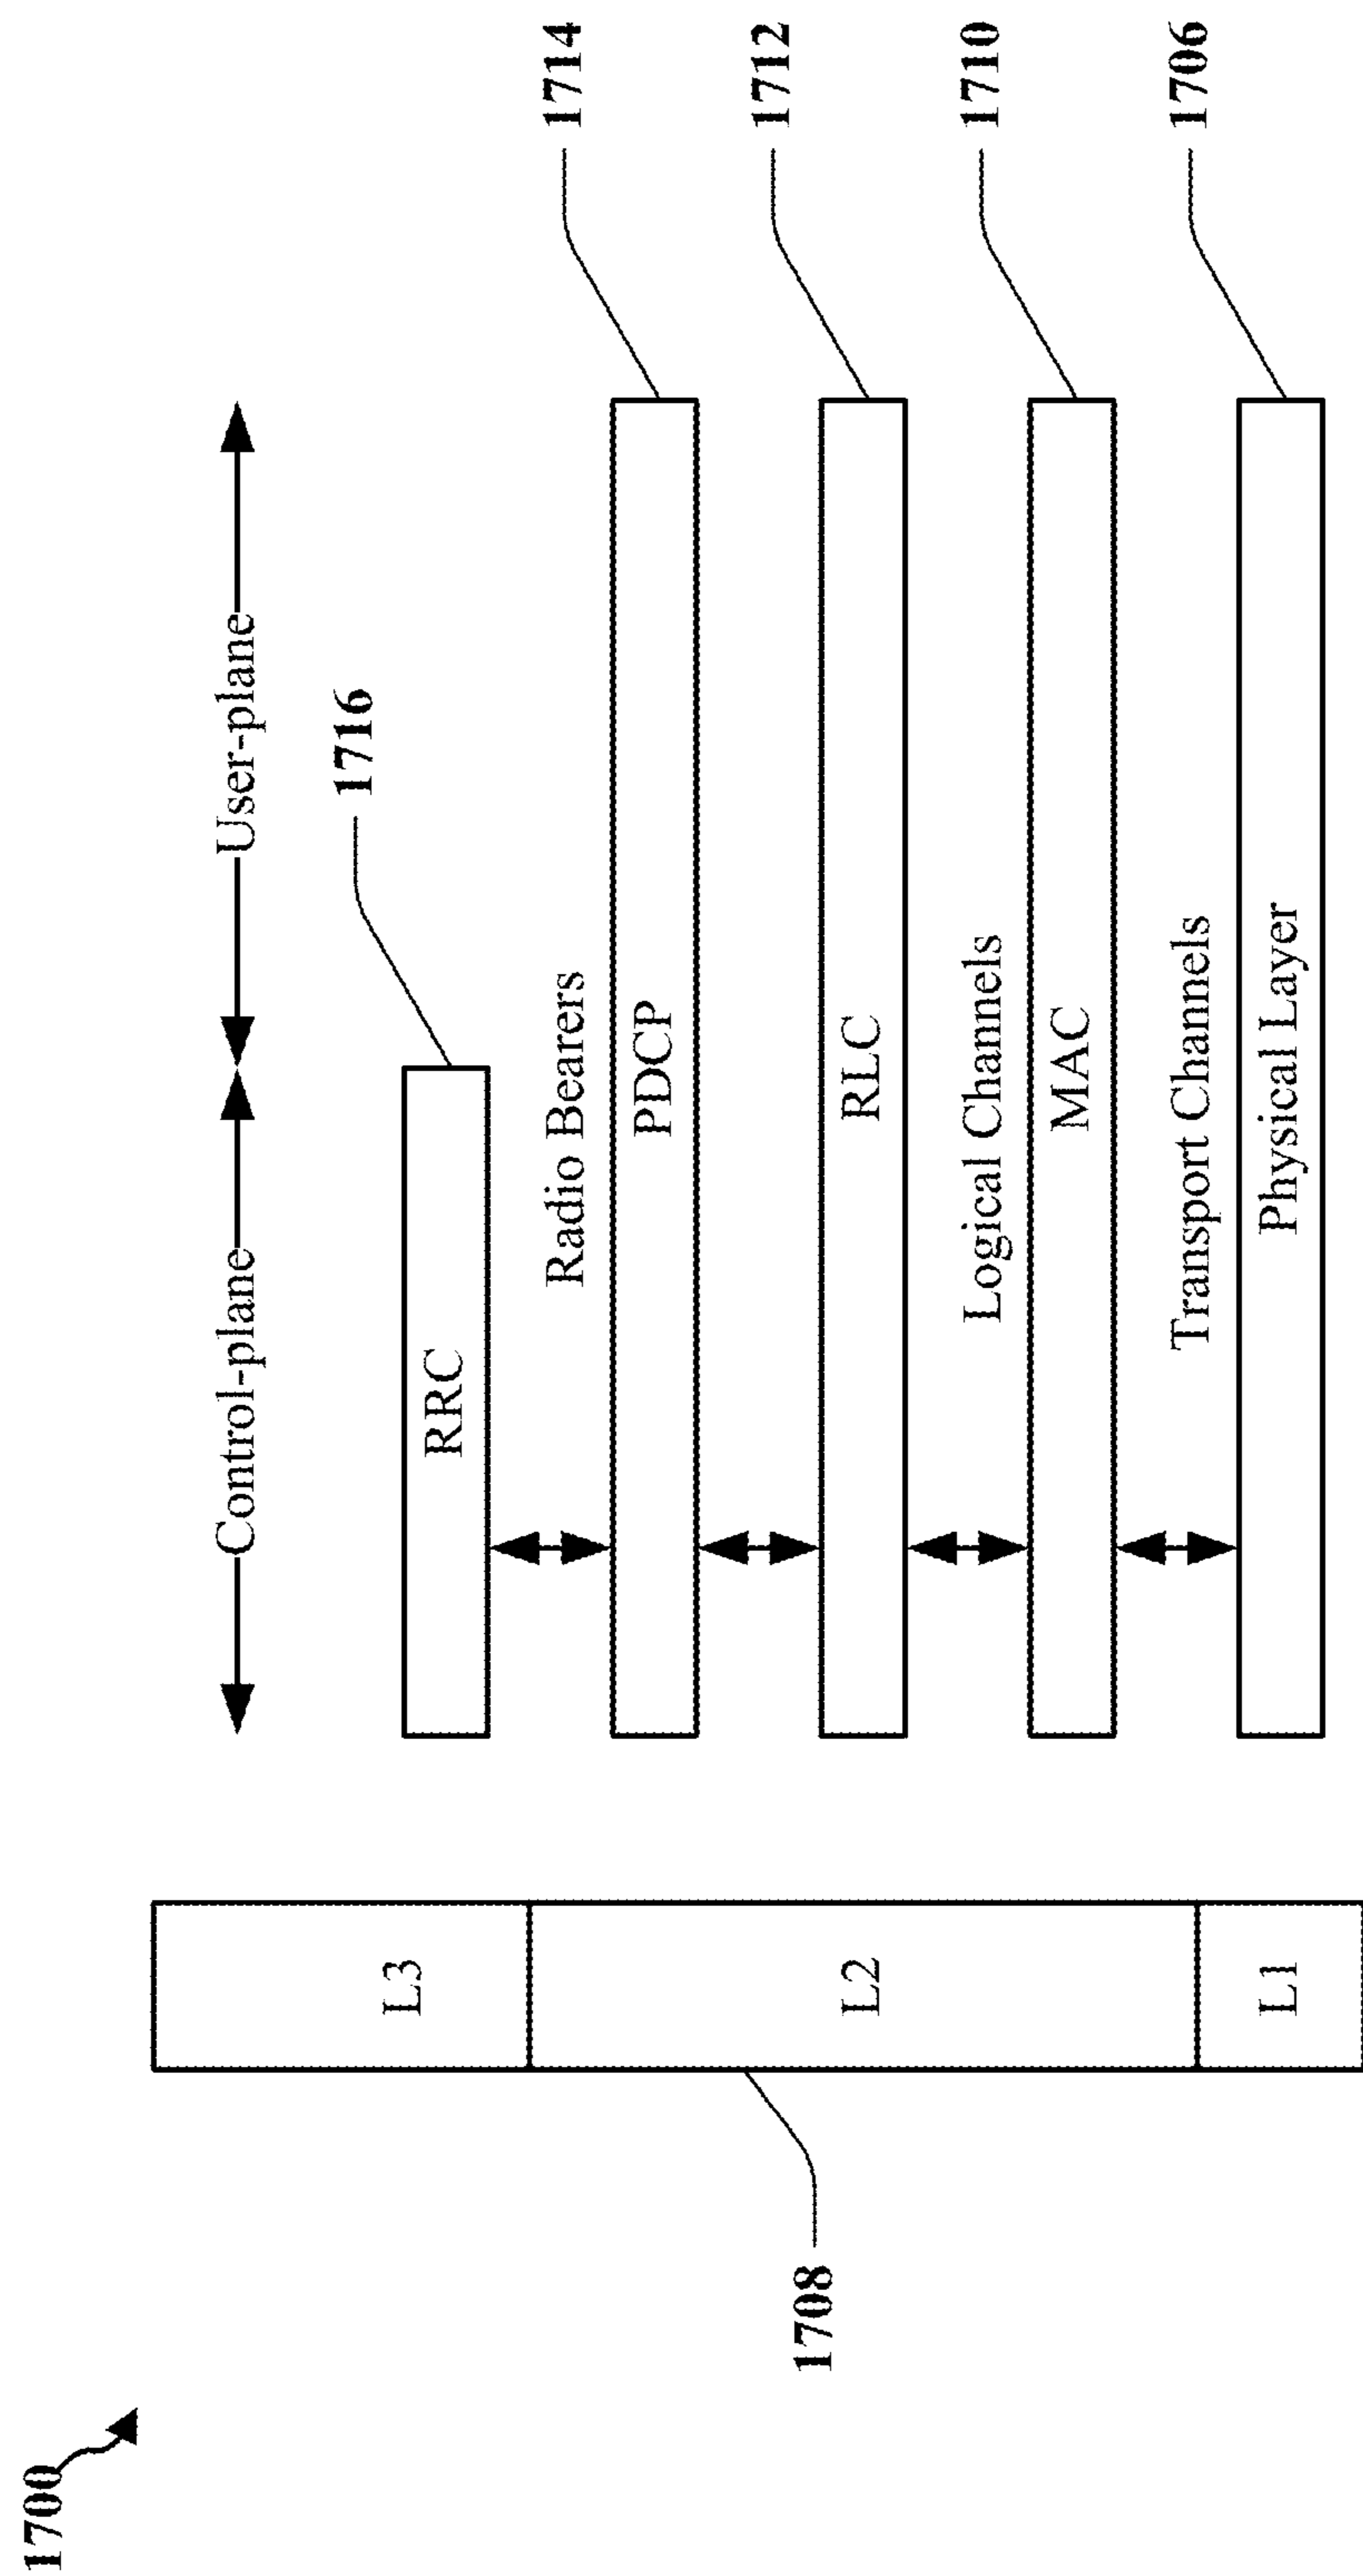 1700
Control-plane
User-plane
1716
L3
RRC
Radio Bearers
1714
PDCP
1708
L2
1712
RLC
Logical Channels
1710
MAC
Transport Channels
1706
L1
Physical Layer